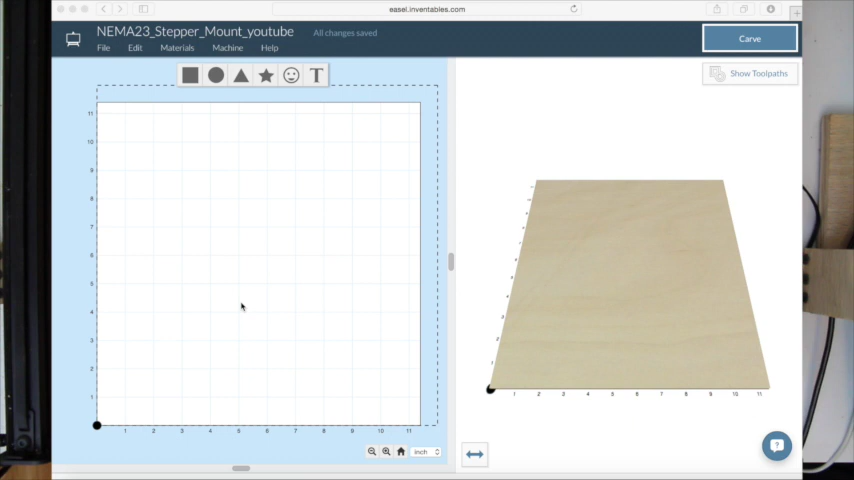 easel.inventables.com
NEMA23_Stepper_Mount_youtube
All changes saved
File Edit Materials Machine Help
Carve
T
Show Toolpaths
11
10
9
8
7
6
5
4
3
2
1
1 2 3 4 5 6 7 8 9 10 11
inch
2
1
1 2 3 4 5 6 7 8 9 10 11
?